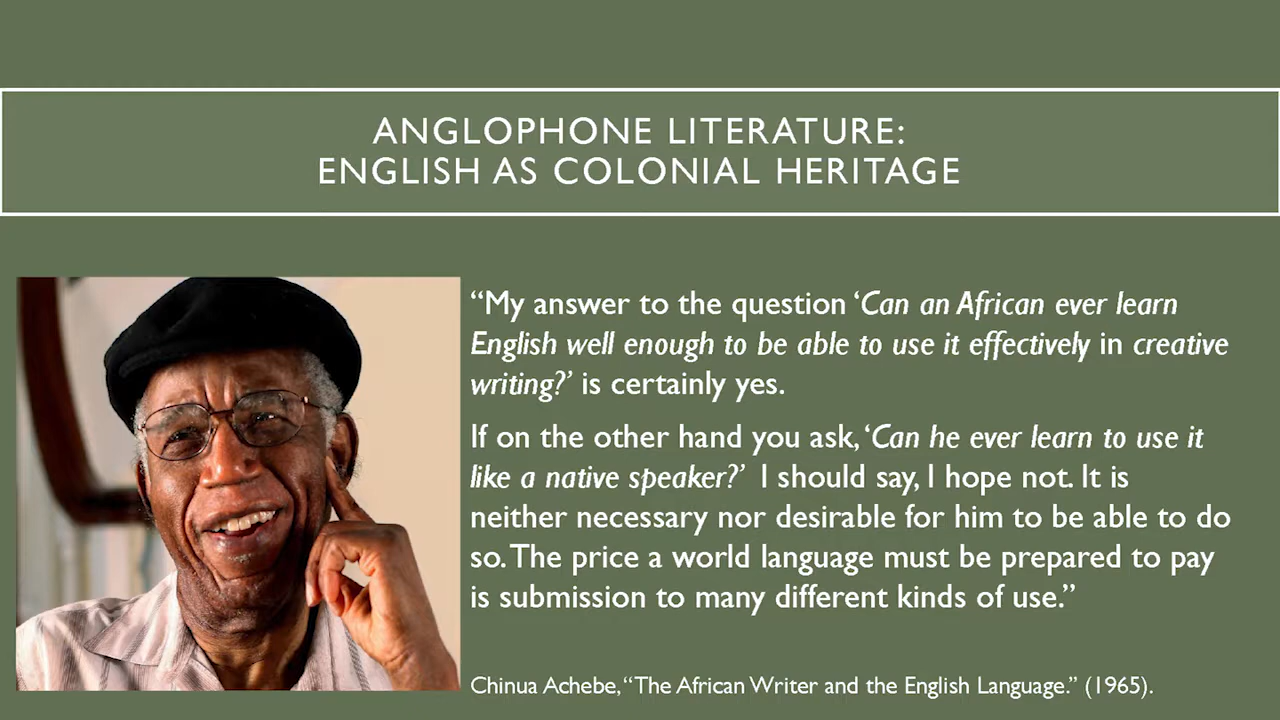 ANGLOPHONE LITERATURE:
ENGLISH AS COLONIAL HERITAGE
“My answer to the question ‘Can an African ever learn
English well enough to be able to use it effectively in creative
writing?’ is certainly yes.
If on the other hand you ask, ‘Can he ever learn to use it
like a native speaker?’ I should say, I hope not. It is
neither necessary nor desirable for him to be able to do
so. The price a world language must be prepared to pay
is submission to many different kinds of use.”
Chinua Achebe, “The African Writer and the English Language.” (1965).